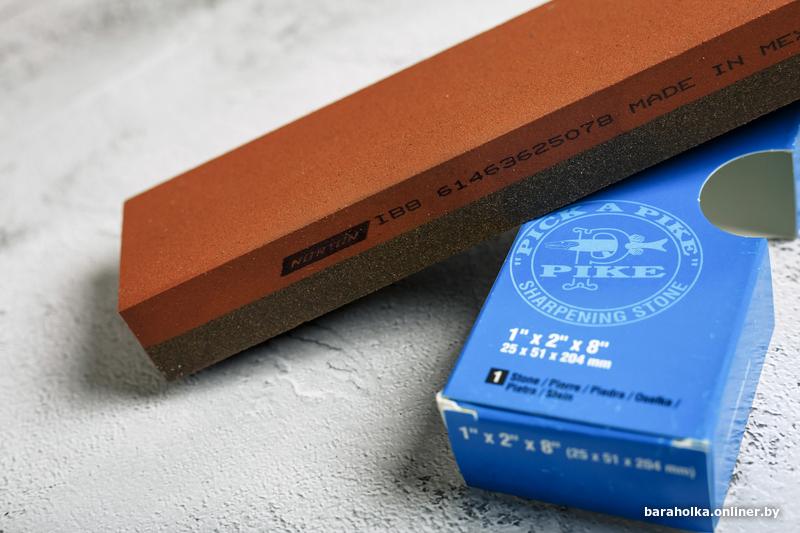 NORTON IB8 61463625078 MADE IN MEX
"PICK A PIKE"
P
PIKE
SHARPENING STONE
1" x 2" x 8"
25 x 51 x 204 mm
1 Stone / Pierre / Piedra / Osełka /
Pietra / Stein
1" x 2" x 8" (25 x 51 x 204 mm)
baraholka.onliner.by